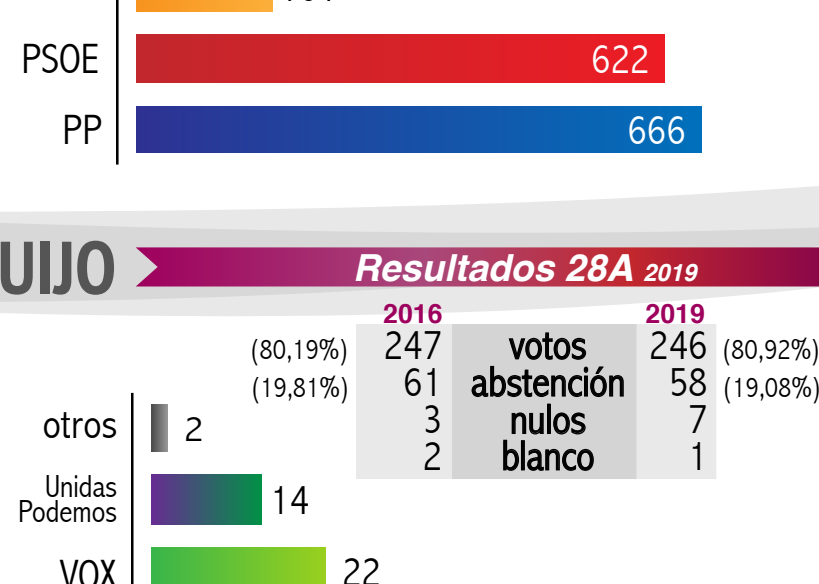 PSOE 622
PP 666
UIJO Resultados 28A 2019
2016 2019
(80,19%) 247 votos 246 (80,92%)
(19,81%) 61 abstención 58 (19,08%)
3 nulos 7
2 blanco 1
otros 2
Unidas
Podemos 14
VOX 22